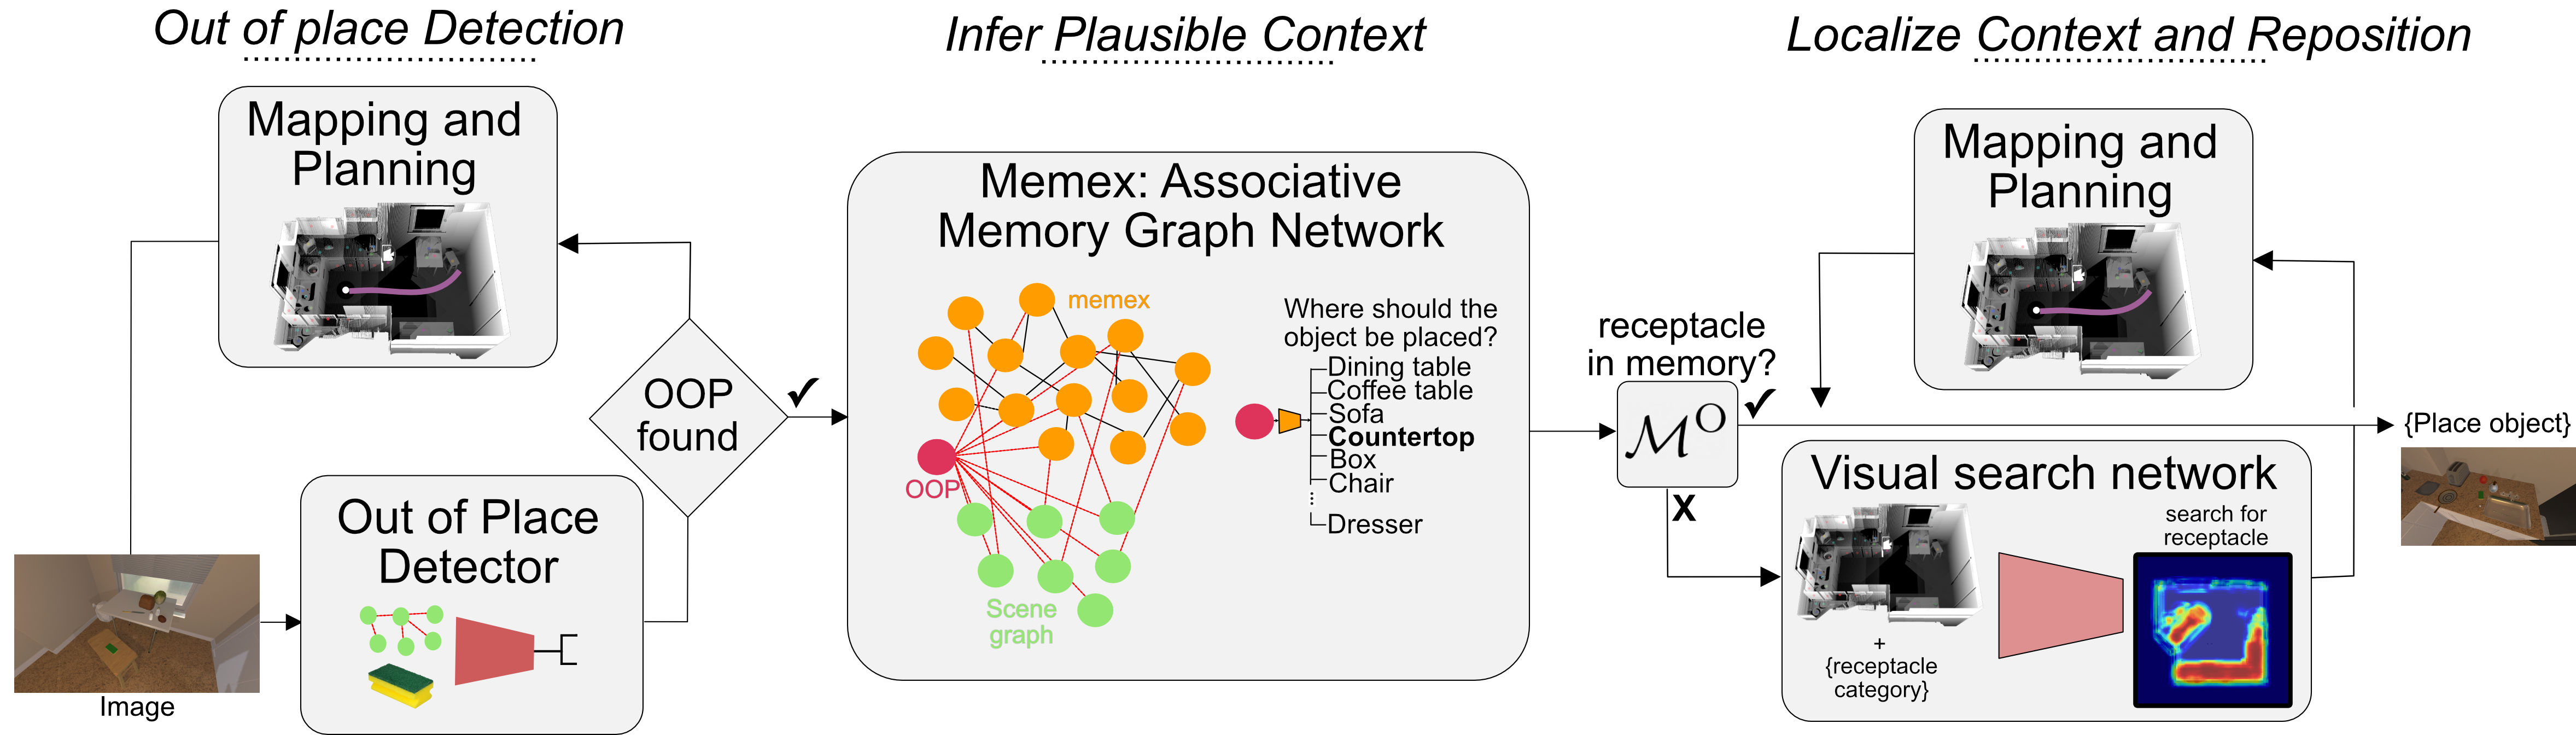 Out of place Detection
Infer Plausible Context
Localize Context and Reposition
Mapping and
Planning
OOP
found
✓
Out of Place
Detector
Image
Memex: Associative
Memory Graph Network
memex
OOP
Scene
graph
Where should the
object be placed?
Dining table
Coffee table
Sofa
Countertop
Box
Chair
Dresser
receptacle
in memory?
ℳᴼ
✓
X
Mapping and
Planning
Visual search network
+
{receptacle
category}
search for
receptacle
{Place object}